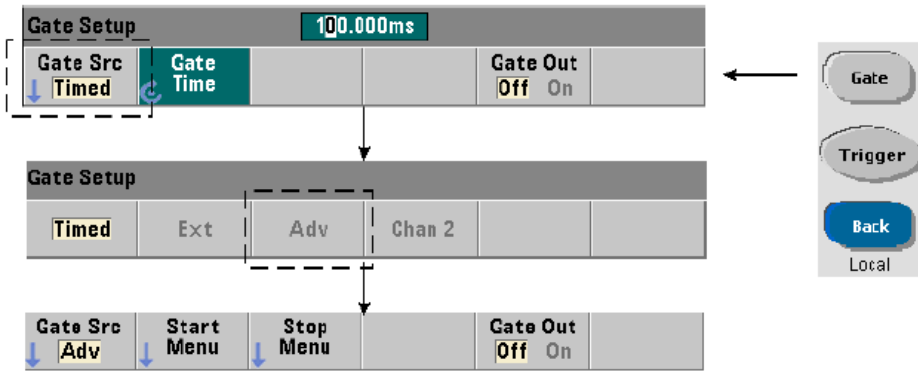 Gate Setup 100.000ms
Gate Src Gate Gate Out
Timed Time Off On
Gate
Trigger
Gate Setup
Timed Ext Adv Chan 2
Back
Local
Gate Src Start Stop Gate Out
Adv Menu Menu Off On